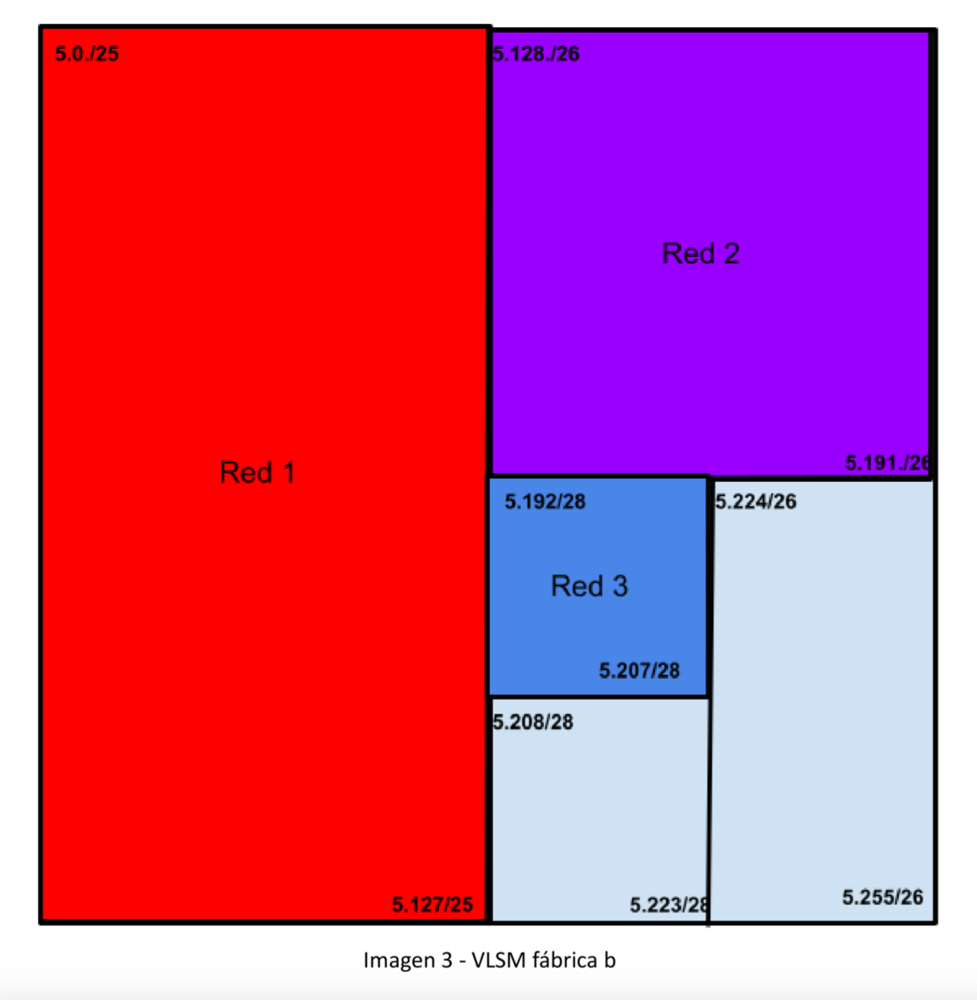 5.0./25
5.128./26
Red 2
5.191./26
Red 1
5.192/28
5.224/26
Red 3
5.207/28
5.208/28
5.127/25
5.223/28
5.255/26
Imagen 3 - VLSM fábrica b